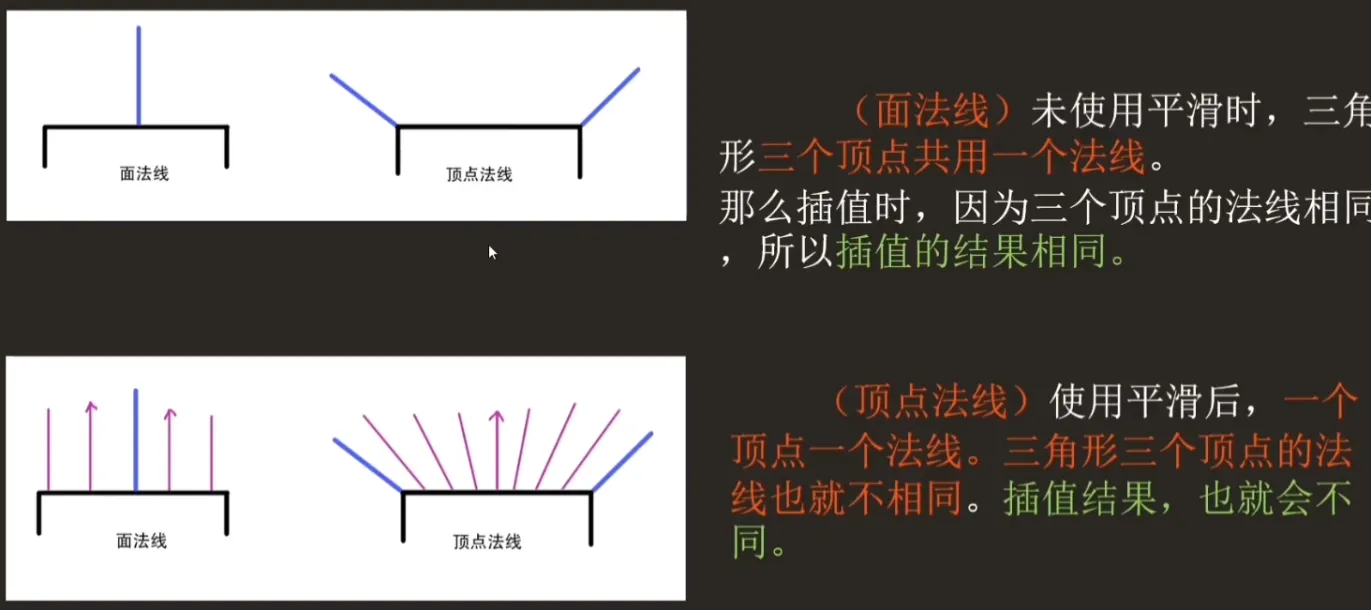 面法线
顶点法线
（面法线）未使用平滑时，三角
形三个顶点共用一个法线。
那么插值时，因为三个顶点的法线相同
，所以插值的结果相同。
面法线
顶点法线
（顶点法线）使用平滑后，一个
顶点一个法线。三角形三个顶点的法
线也就不相同。插值结果，也就会不
同。